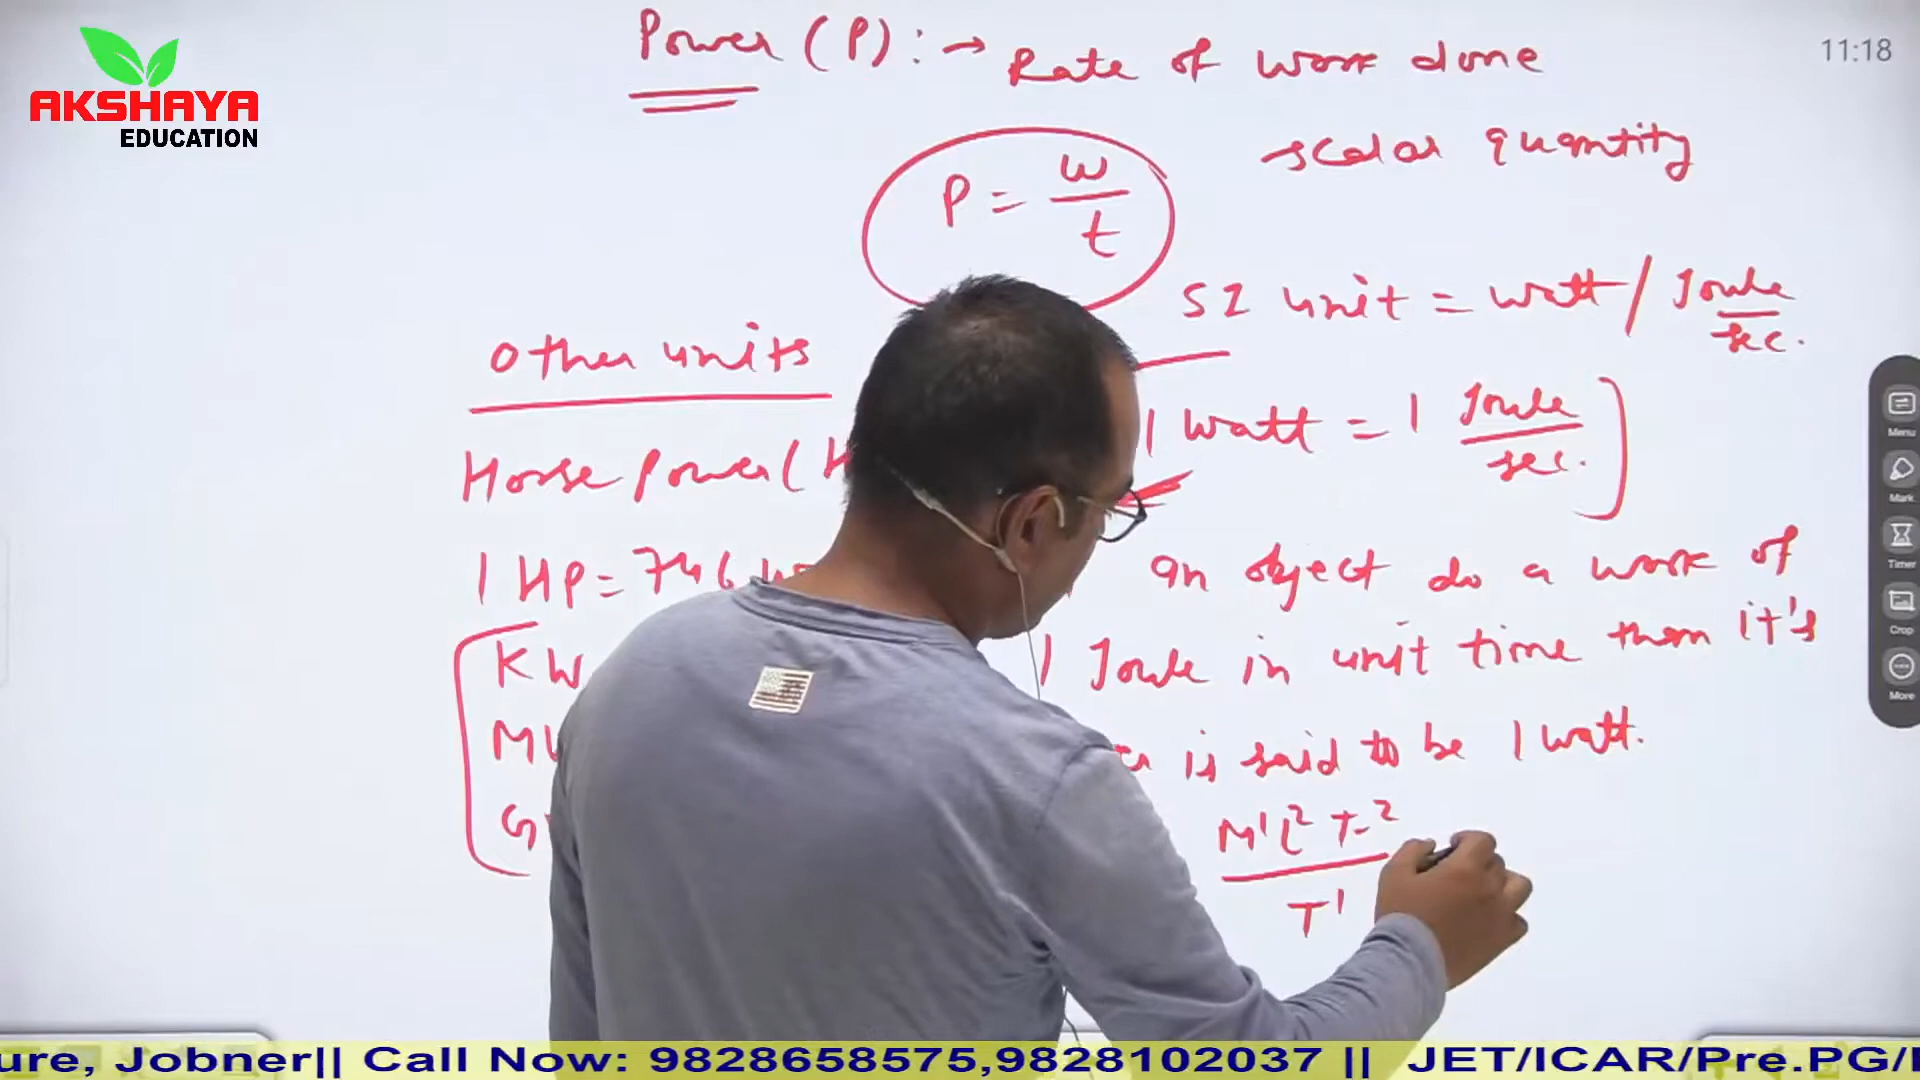 AKSHAYA
EDUCATION
11:18
Power (P) : → Rate of work done
scalar quantity
P = w/t
SI unit = watt / Joule/sec.
Other units
1 watt = 1 Joule/sec.
Horse Power (H
1 HP = 746
an object do a work of
1 Joule in unit time then it's
is said to be 1 watt.
KW
M
G
M¹L²T-²
T¹
Menu
Mark
Timer
Crop
More
ure, Jobner|| Call Now: 9828658575,9828102037 || JET/ICAR/Pre.PG/